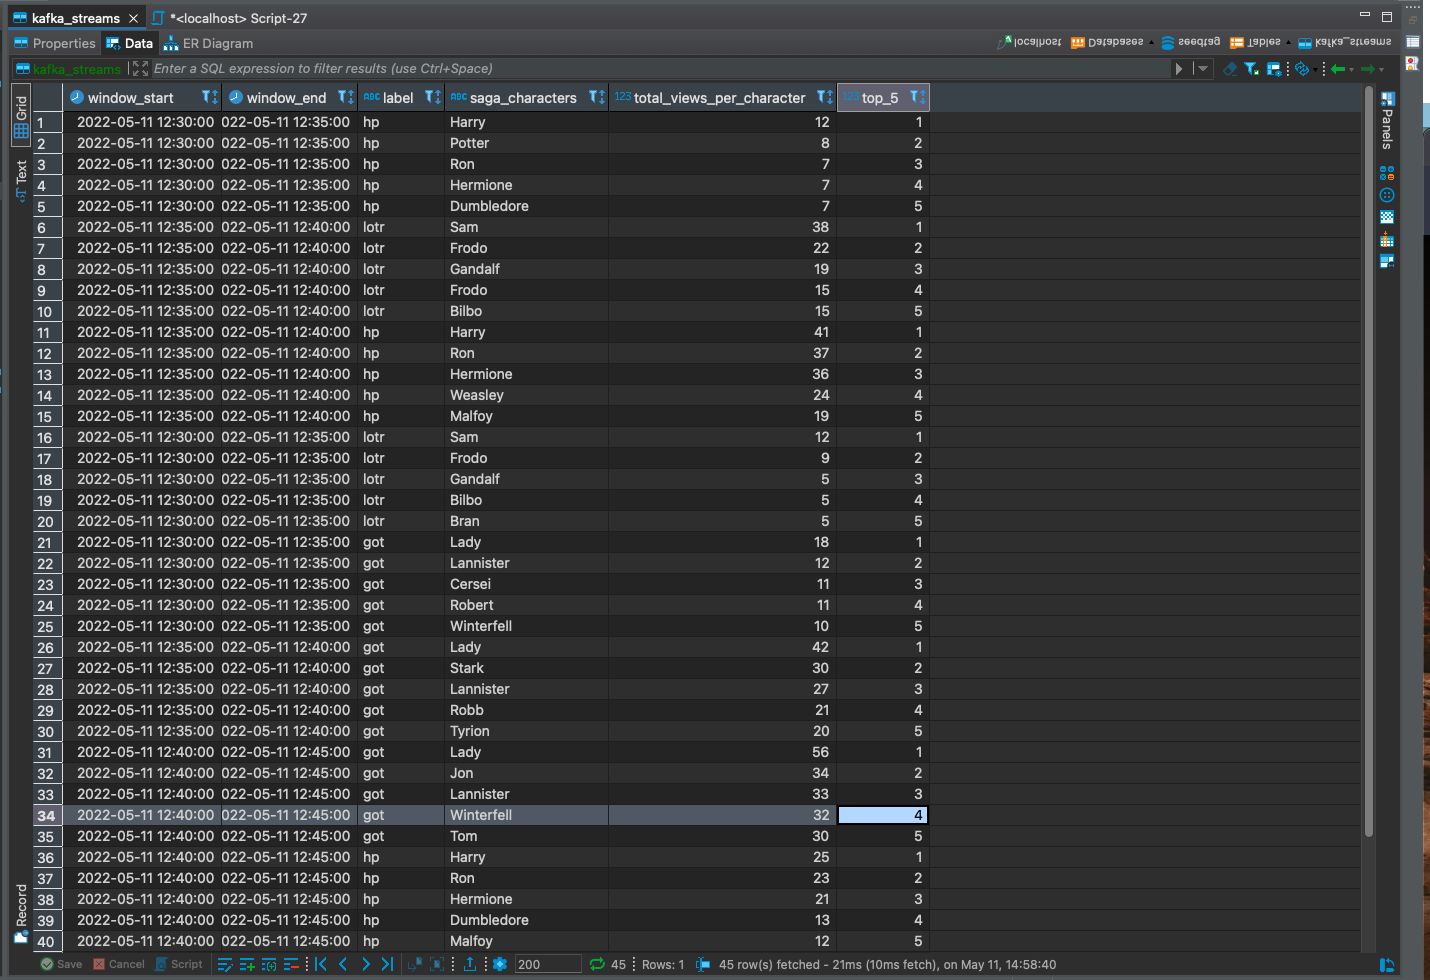 kafka_streams
*<localhost> Script-27
Properties Data ER Diagram
localhost Databases seedtag Tables kafka_streams
kafka_streams Enter a SQL expression to filter results (use Ctrl+Space)
Grid
Text
Record
Panels
window_start window_end label saga_characters total_views_per_character top_5
1 2022-05-11 12:30:00 022-05-11 12:35:00 hp Harry 12 1
2 2022-05-11 12:30:00 022-05-11 12:35:00 hp Potter 8 2
3 2022-05-11 12:30:00 022-05-11 12:35:00 hp Ron 7 3
4 2022-05-11 12:30:00 022-05-11 12:35:00 hp Hermione 7 4
5 2022-05-11 12:30:00 022-05-11 12:35:00 hp Dumbledore 7 5
6 2022-05-11 12:35:00 022-05-11 12:40:00 lotr Sam 38 1
7 2022-05-11 12:35:00 022-05-11 12:40:00 lotr Frodo 22 2
8 2022-05-11 12:35:00 022-05-11 12:40:00 lotr Gandalf 19 3
9 2022-05-11 12:35:00 022-05-11 12:40:00 lotr Frodo 15 4
10 2022-05-11 12:35:00 022-05-11 12:40:00 lotr Bilbo 15 5
11 2022-05-11 12:35:00 022-05-11 12:40:00 hp Harry 41 1
12 2022-05-11 12:35:00 022-05-11 12:40:00 hp Ron 37 2
13 2022-05-11 12:35:00 022-05-11 12:40:00 hp Hermione 36 3
14 2022-05-11 12:35:00 022-05-11 12:40:00 hp Weasley 24 4
15 2022-05-11 12:35:00 022-05-11 12:40:00 hp Malfoy 19 5
16 2022-05-11 12:30:00 022-05-11 12:35:00 lotr Sam 12 1
17 2022-05-11 12:30:00 022-05-11 12:35:00 lotr Frodo 9 2
18 2022-05-11 12:30:00 022-05-11 12:35:00 lotr Gandalf 5 3
19 2022-05-11 12:30:00 022-05-11 12:35:00 lotr Bilbo 5 4
20 2022-05-11 12:30:00 022-05-11 12:35:00 lotr Bran 5 5
21 2022-05-11 12:30:00 022-05-11 12:35:00 got Lady 18 1
22 2022-05-11 12:30:00 022-05-11 12:35:00 got Lannister 12 2
23 2022-05-11 12:30:00 022-05-11 12:35:00 got Cersei 11 3
24 2022-05-11 12:30:00 022-05-11 12:35:00 got Robert 11 4
25 2022-05-11 12:30:00 022-05-11 12:35:00 got Winterfell 10 5
26 2022-05-11 12:35:00 022-05-11 12:40:00 got Lady 42 1
27 2022-05-11 12:35:00 022-05-11 12:40:00 got Stark 30 2
28 2022-05-11 12:35:00 022-05-11 12:40:00 got Lannister 27 3
29 2022-05-11 12:35:00 022-05-11 12:40:00 got Robb 21 4
30 2022-05-11 12:35:00 022-05-11 12:40:00 got Tyrion 20 5
31 2022-05-11 12:40:00 022-05-11 12:45:00 got Lady 56 1
32 2022-05-11 12:40:00 022-05-11 12:45:00 got Jon 34 2
33 2022-05-11 12:40:00 022-05-11 12:45:00 got Lannister 33 3
34 2022-05-11 12:40:00 022-05-11 12:45:00 got Winterfell 32 4
35 2022-05-11 12:40:00 022-05-11 12:45:00 got Tom 30 5
36 2022-05-11 12:40:00 022-05-11 12:45:00 hp Harry 25 1
37 2022-05-11 12:40:00 022-05-11 12:45:00 hp Ron 23 2
38 2022-05-11 12:40:00 022-05-11 12:45:00 hp Hermione 21 3
39 2022-05-11 12:40:00 022-05-11 12:45:00 hp Dumbledore 13 4
40 2022-05-11 12:40:00 022-05-11 12:45:00 hp Malfoy 12 5
Save Cancel Script 200 45 Rows: 1 45 row(s) fetched - 21ms (10ms fetch), on May 11, 14:58:40